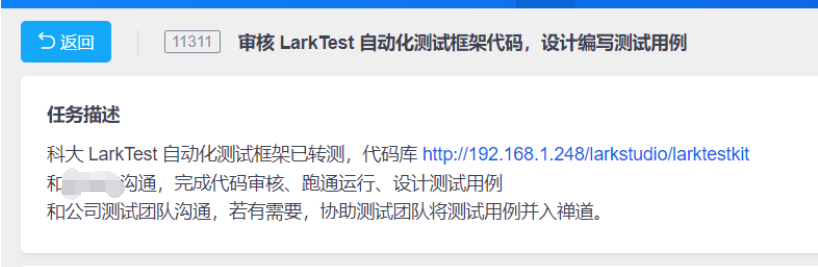 返回
11311 审核 LarkTest 自动化测试框架代码，设计编写测试用例
任务描述
科大 LarkTest 自动化测试框架已转测，代码库 http://192.168.1.248/larkstudio/larktestkit
和沟通，完成代码审核、跑通运行、设计测试用例
和公司测试团队沟通，若有需要，协助测试团队将测试用例并入禅道。